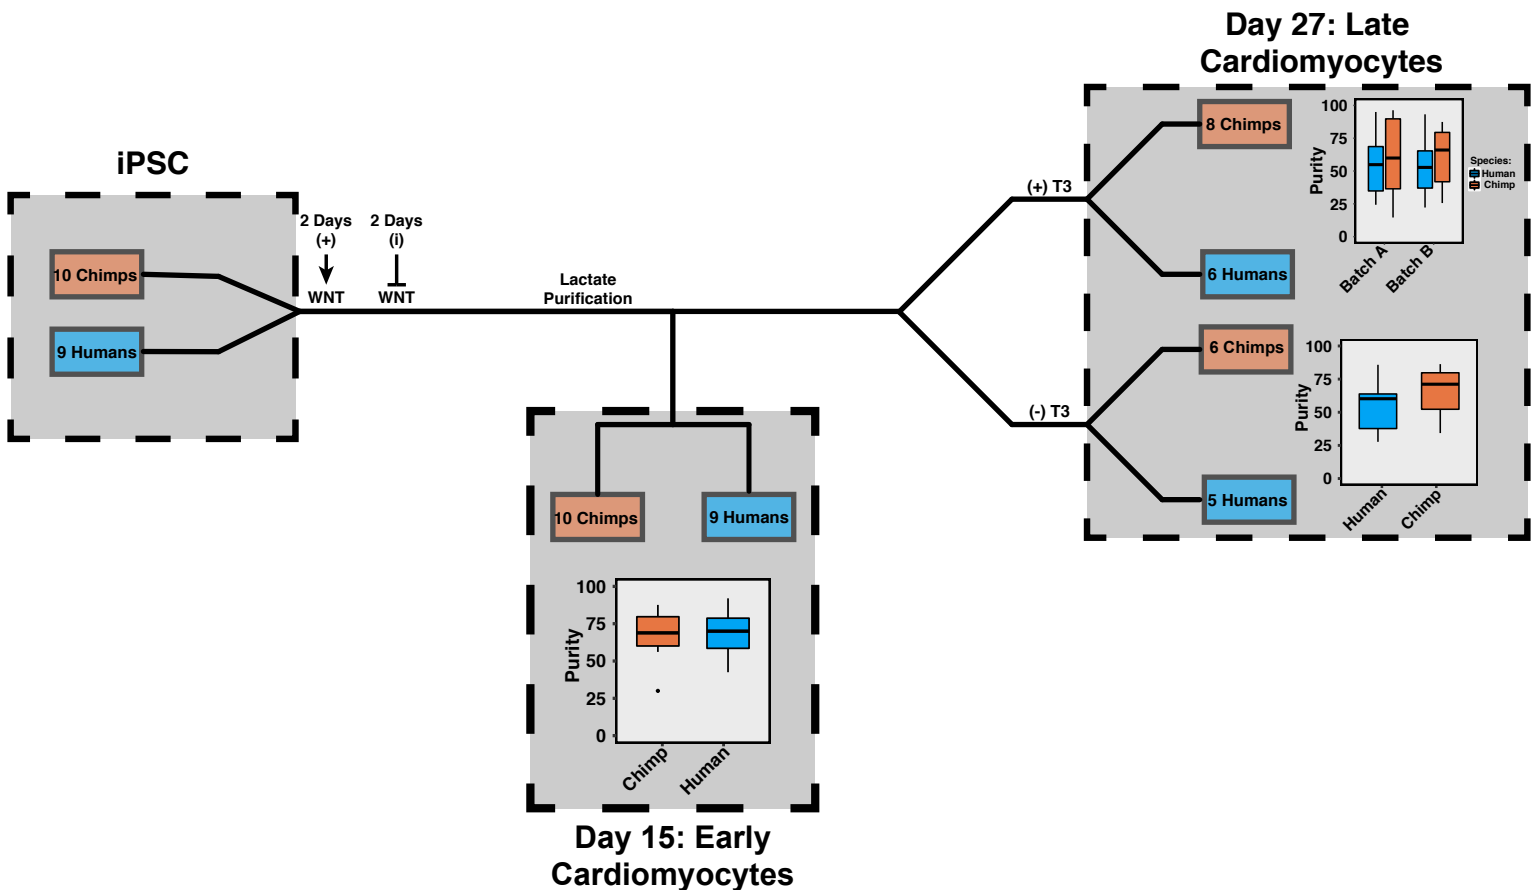 iPSC
10 Chimps
9 Humans
2 Days
(+)
WNT
2 Days
(i)
WNT
Lactate
Purification
10 Chimps
9 Humans
Purity
100
75
50
25
0
Chimp
Human
Day 15: Early
Cardiomyocytes
(+) T3
(-) T3
Day 27: Late
Cardiomyocytes
8 Chimps
6 Humans
Purity
100
75
50
25
0
Batch A
Batch B
Species:
Human
Chimp
6 Chimps
5 Humans
Purity
100
75
50
25
0
Human
Chimp